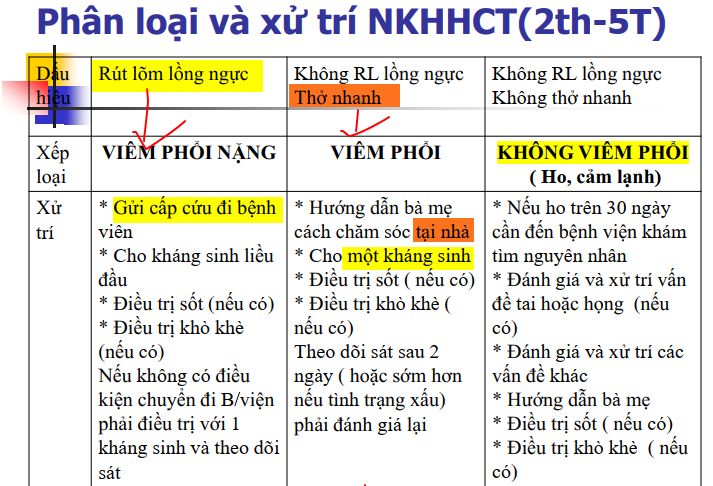 Phân loại và xử trí NKHHCT(2th-5T)
Dấu
hiệu
Rút lõm lồng ngực
Không RL lồng ngực
Thở nhanh
Không RL lồng ngực
Không thở nhanh
Xếp
loại
VIÊM PHỔI NẶNG
VIÊM PHỔI
KHÔNG VIÊM PHỔI
( Ho, cảm lạnh)
Xử
trí
* Gửi cấp cứu đi bệnh
viên
* Cho kháng sinh liều
đầu
* Điều trị sốt (nếu có)
* Điều trị khò khè
(nếu có)
Nếu không có điều
kiện chuyển đi B/viện
phải điều trị với 1
kháng sinh và theo dõi
sát
* Hướng dẫn bà mẹ
cách chăm sóc tại nhà
* Cho một kháng sinh
* Điều trị sốt ( nếu có)
* Điều trị khò khè (
nếu có)
Theo dõi sát sau 2
ngày ( hoặc sớm hơn
nếu tình trạng xấu)
phải đánh giá lại
* Nếu ho trên 30 ngày
cần đến bệnh viện khám
tìm nguyên nhân
* Đánh giá và xử trí vấn
đề tai hoặc họng  (nếu
có)
* Đánh giá và xử trí các
vấn đề khác
* Hướng dẫn bà mẹ
* Điều trị sốt ( nếu có)
* Điều trị khò khè  ( nếu
có)